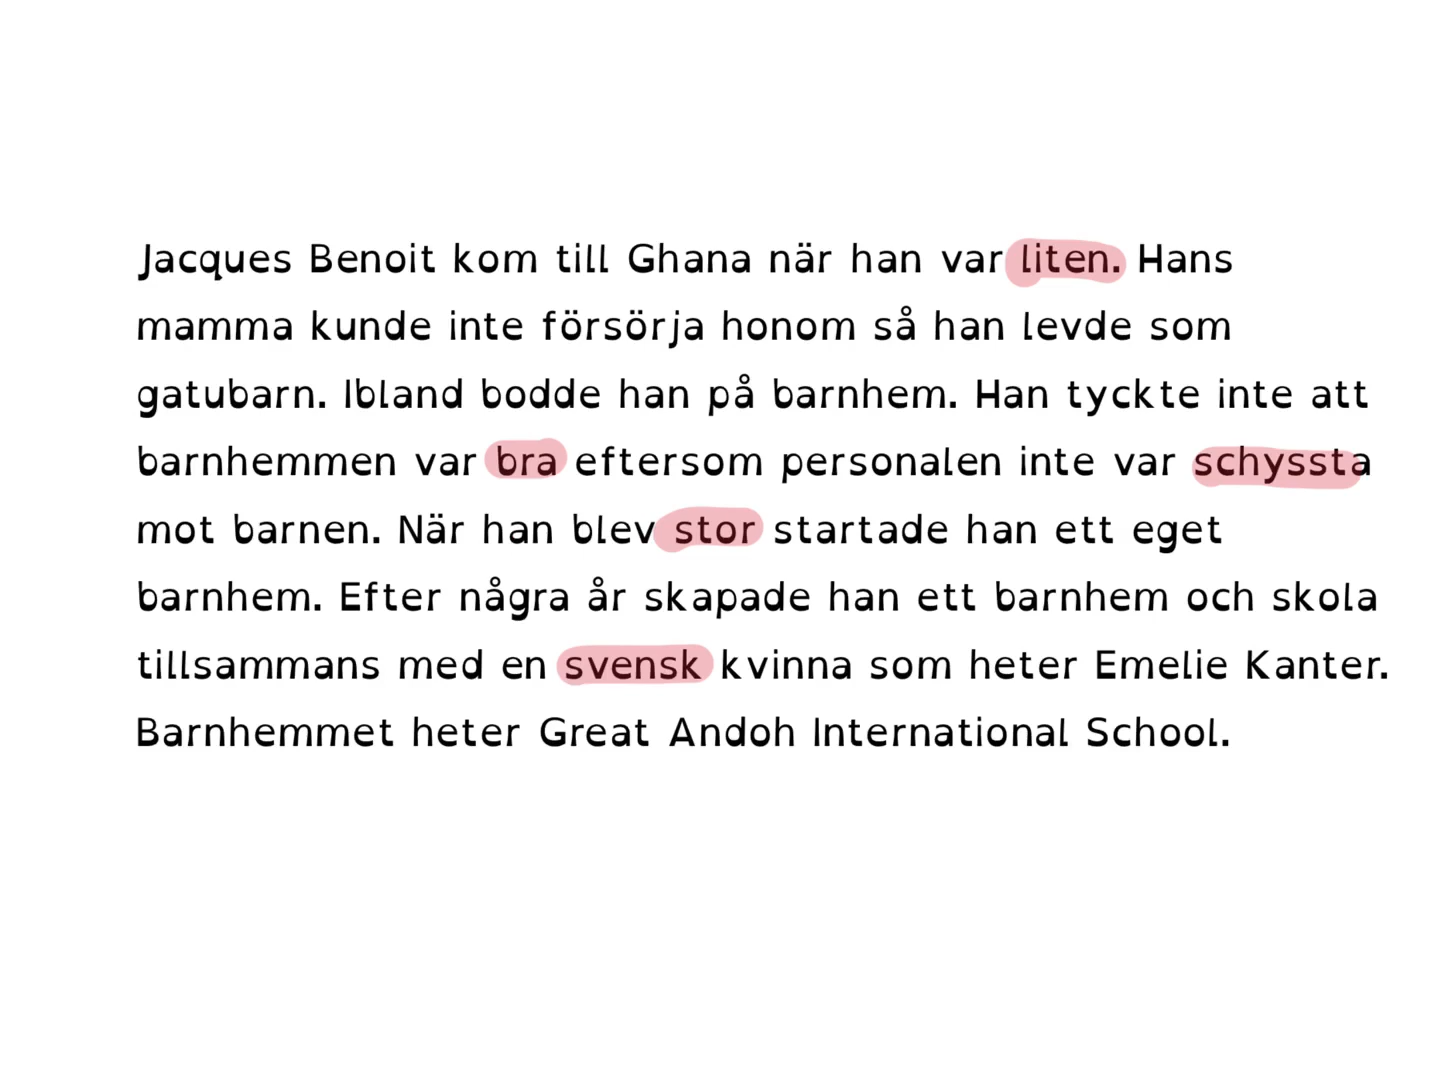 Jacques Benoit kom till Ghana när han var liten. Hans
mamma kunde inte försörja honom så han levde som
gatubarn. Ibland bodde han på barnhem. Han tyckte inte att
barnhemmen var bra eftersom personalen inte var schyssta
mot barnen. När han blev stor startade han ett eget
barnhem. Efter några år skapade han ett barnhem och skola
tillsammans med en svensk kvinna som heter Emelie Kanter.
Barnhemmet heter Great Andoh International School.